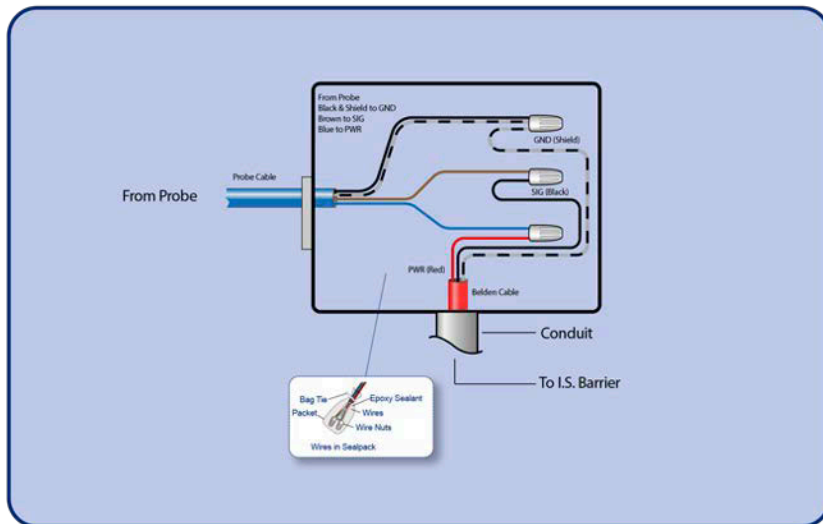 From Probe
Black & Shield to GND
Brown to SIG
Blue to PWR
GND (Shield)
Probe Cable
From Probe
SIG (Black)
PWR (Red)
Belden Cable
Conduit
To I.S. Barrier
Bag Tie
Epoxy Sealant
Packet
Wires
Wire Nuts
Wires in Sealpack